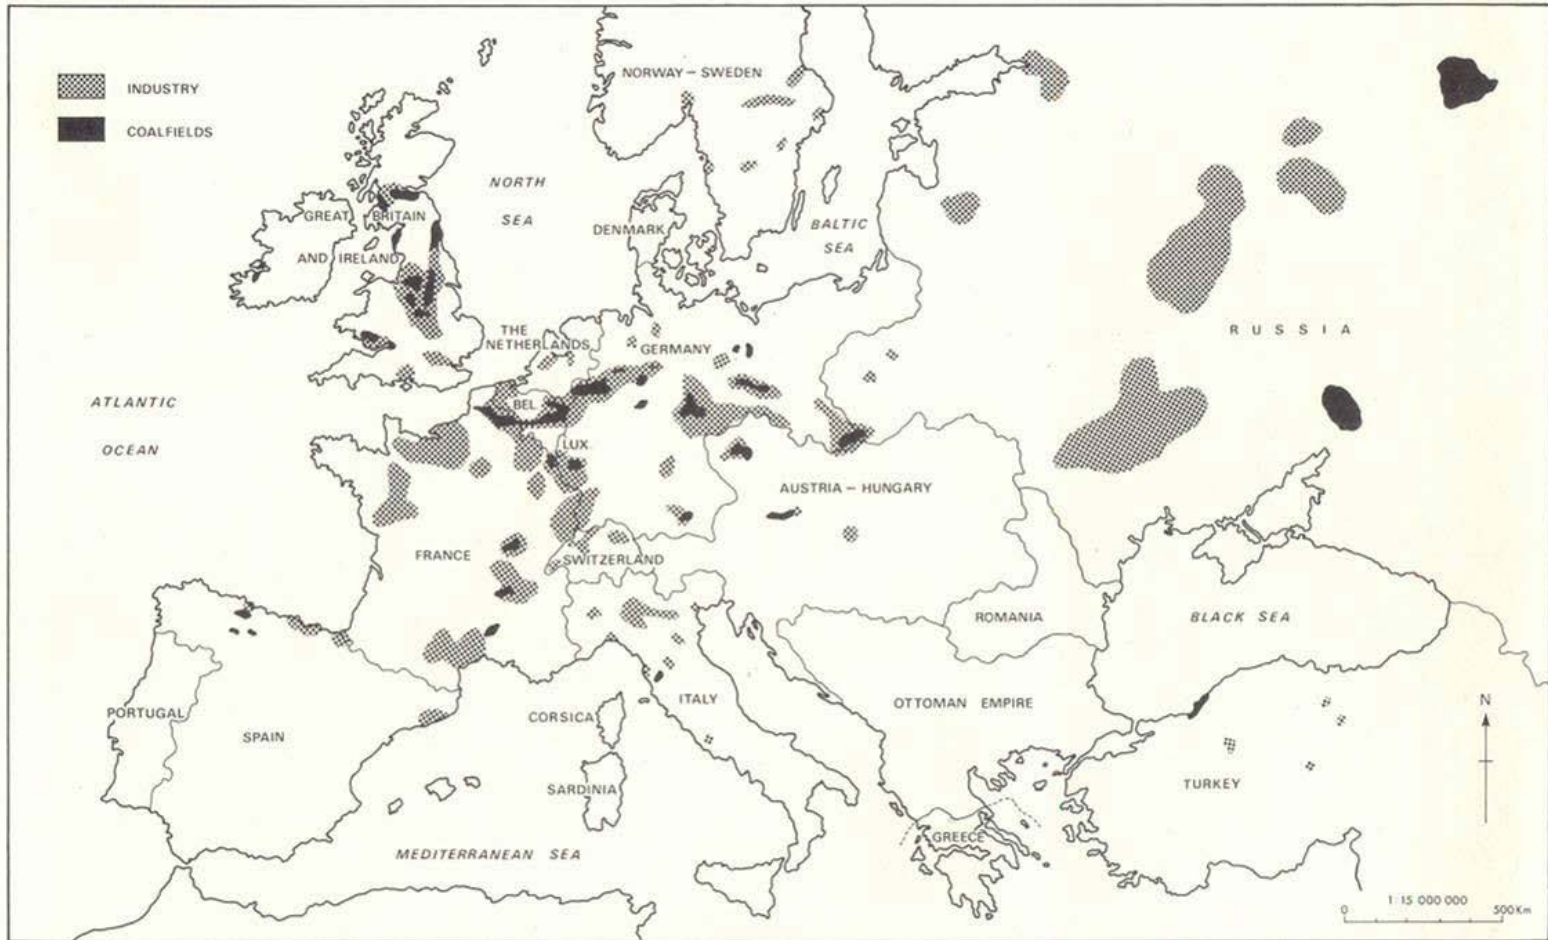 INDUSTRY
COALFIELDS
NORWAY – SWEDEN
NORTH
SEA
GREAT BRITAIN
AND IRELAND
DENMARK
BALTIC
SEA
THE
NETHERLANDS
GERMANY
RUSSIA
ATLANTIC
OCEAN
BEL
LUX.
AUSTRIA – HUNGARY
FRANCE
SWITZERLAND
ROMANIA
BLACK SEA
PORTUGAL
SPAIN
CORSICA
ITALY
OTTOMAN EMPIRE
N
SARDINIA
TURKEY
GREECE
MEDITERRANEAN SEA
1:15 000 000
0 500Km